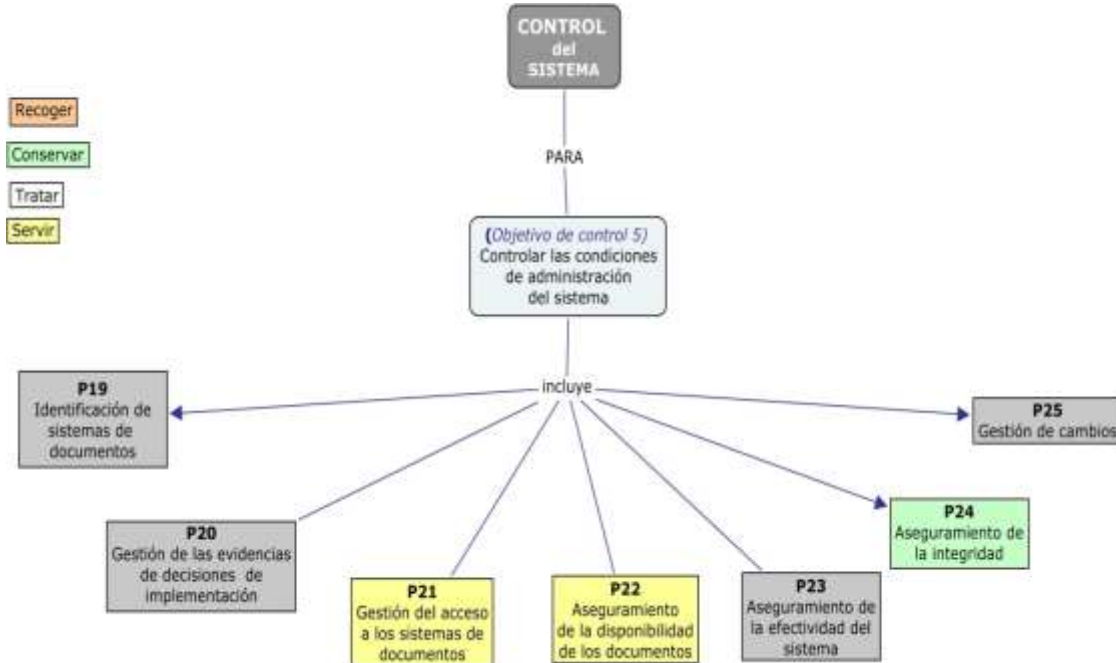 CONTROL
del
SISTEMA
Recoger
Conservar
Tratar
Servir
PARA
(Objetivo de control 5)
Controlar las condiciones
de administración
del sistema
incluye
P19
Identificación de
sistemas de
documentos
P20
Gestión de las evidencias
de decisiones de
implementación
P21
Gestión del acceso
a los sistemas de
documentos
P22
Aseguramiento
de la disponibilidad
de los documentos
P23
Aseguramiento de
la efectividad del
sistema
P24
Aseguramiento de
la integridad
P25
Gestión de cambios